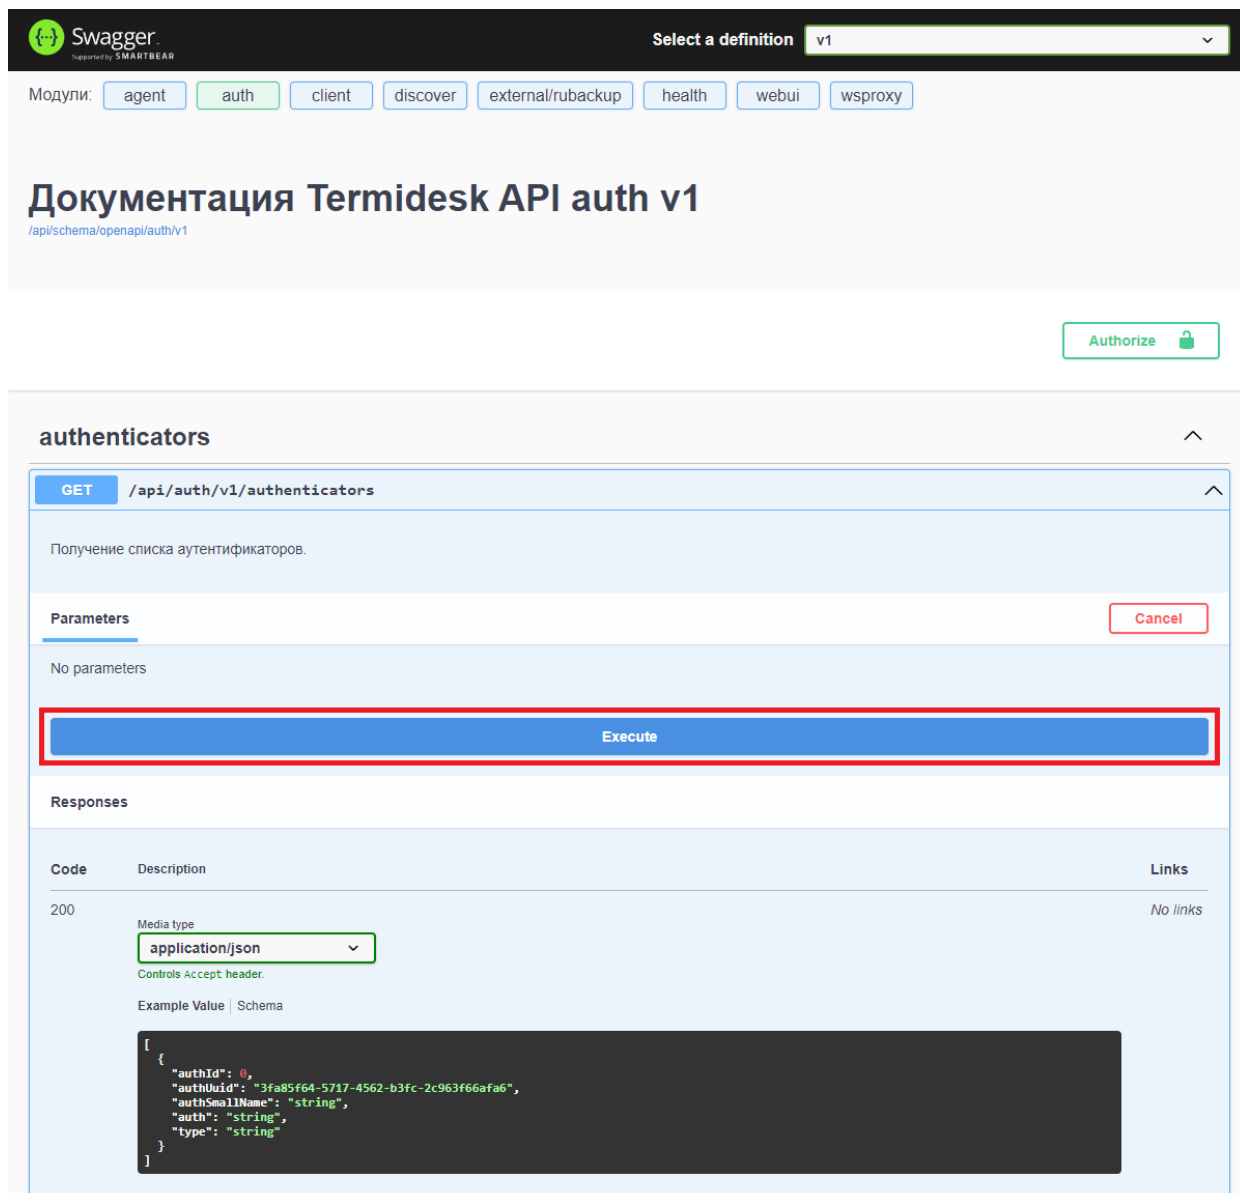 Swagger.
Supported by SMARTBEAR
Select a definition
v1
Модули: agent auth client discover external/rubackup health webui wsproxy
Документация Termidesk API auth v1
/api/schema/openapi/auth/v1
Authorize
authenticators
GET /api/auth/v1/authenticators
Получение списка аутентификаторов.
Parameters
Cancel
No parameters
Execute
Responses
Code Description Links
200
No links
Media type
application/json
Controls Accept header.
Example Value Schema
[
{
"authId": 0,
"authUuid": "3fa85f64-5717-4562-b3fc-2c963f66afa6",
"authSmallName": "string",
"auth": "string",
"type": "string"
}
]